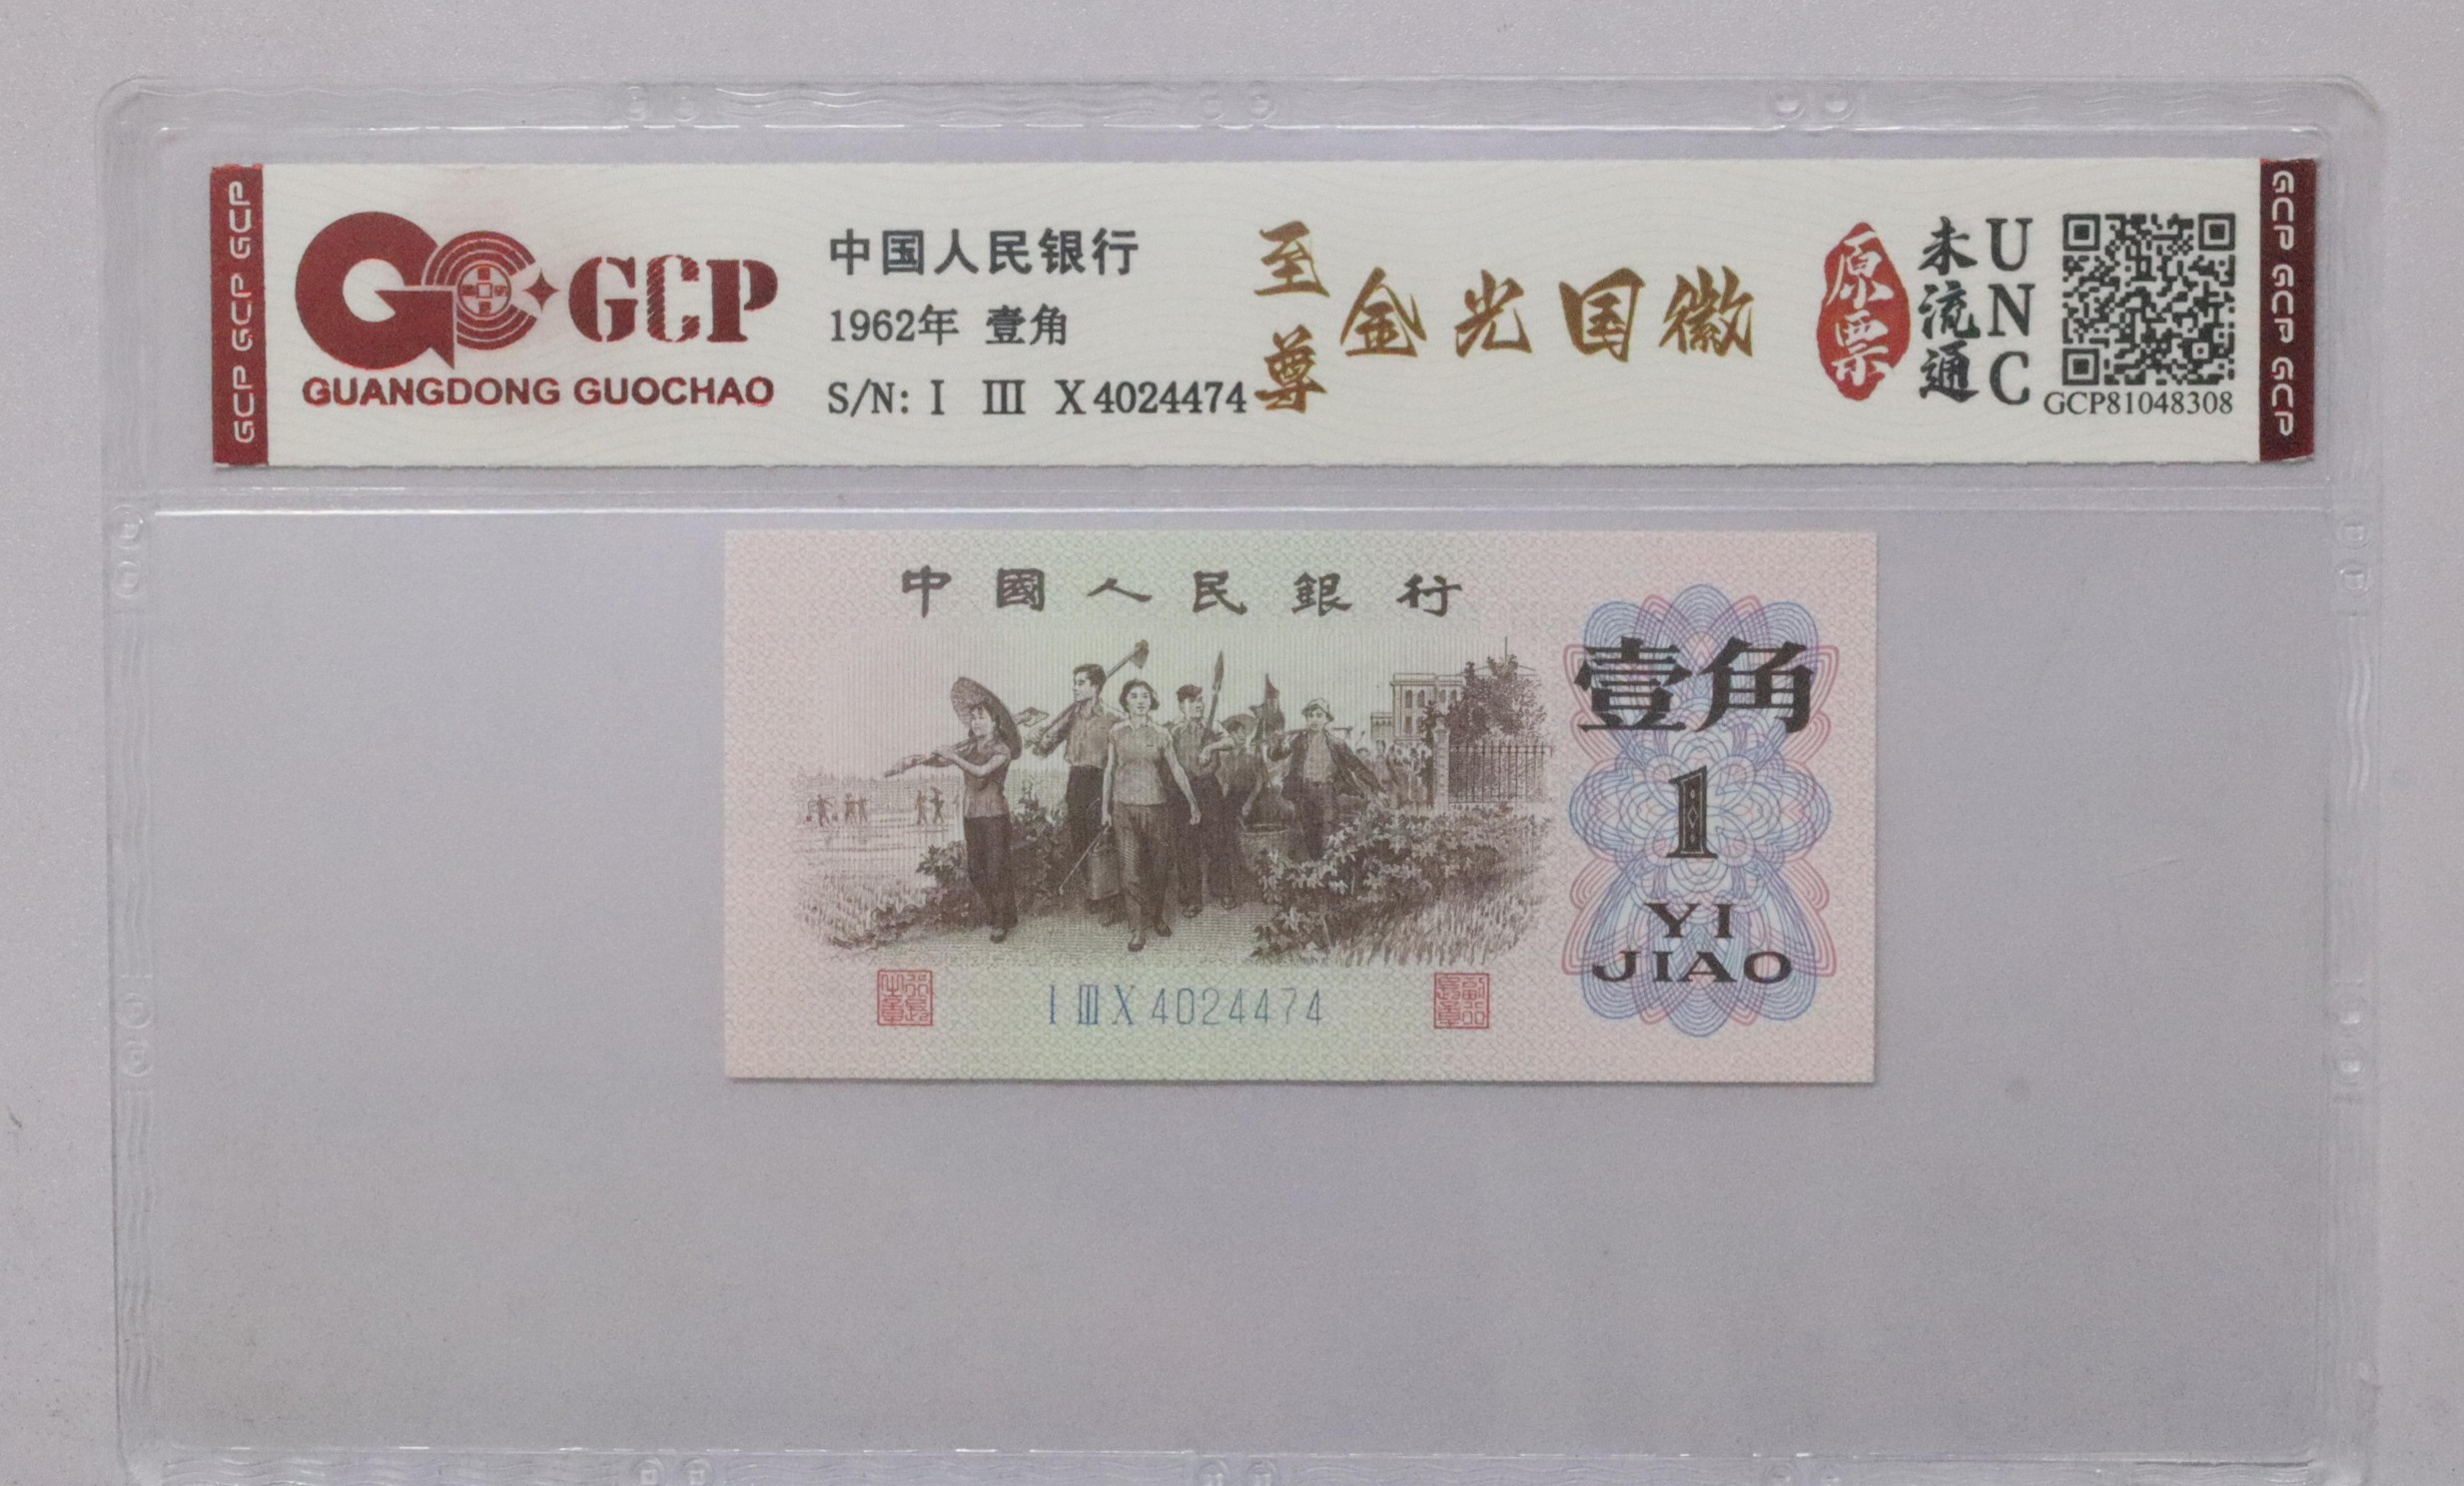 GCP GCP GCP
GCP
GUANGDONG GUOCHAO
中国人民银行
1962年 壹角
S/N: I III X 4024474
至尊
金光国徽
原票
未流通
UNC
GCP81048308
GCP GCP GCP
中國人民銀行
壹角
1
YI
JIAO
I III X 4024474